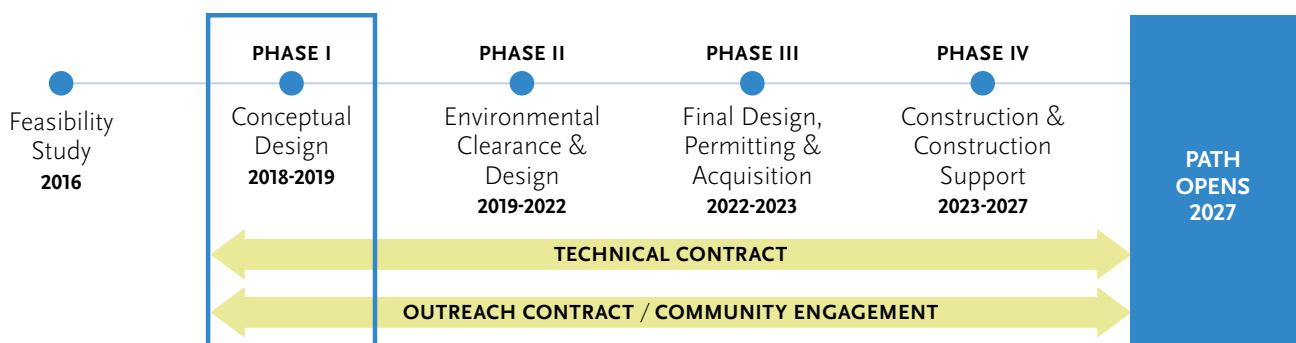 Feasibility
Study
2016
PHASE I
Conceptual
Design
2018-2019
PHASE II
Environmental
Clearance &
Design
2019-2022
PHASE III
Final Design,
Permitting &
Acquisition
2022-2023
PHASE IV
Construction &
Construction
Support
2023-2027
PATH
OPENS
2027
TECHNICAL CONTRACT
OUTREACH CONTRACT / COMMUNITY ENGAGEMENT